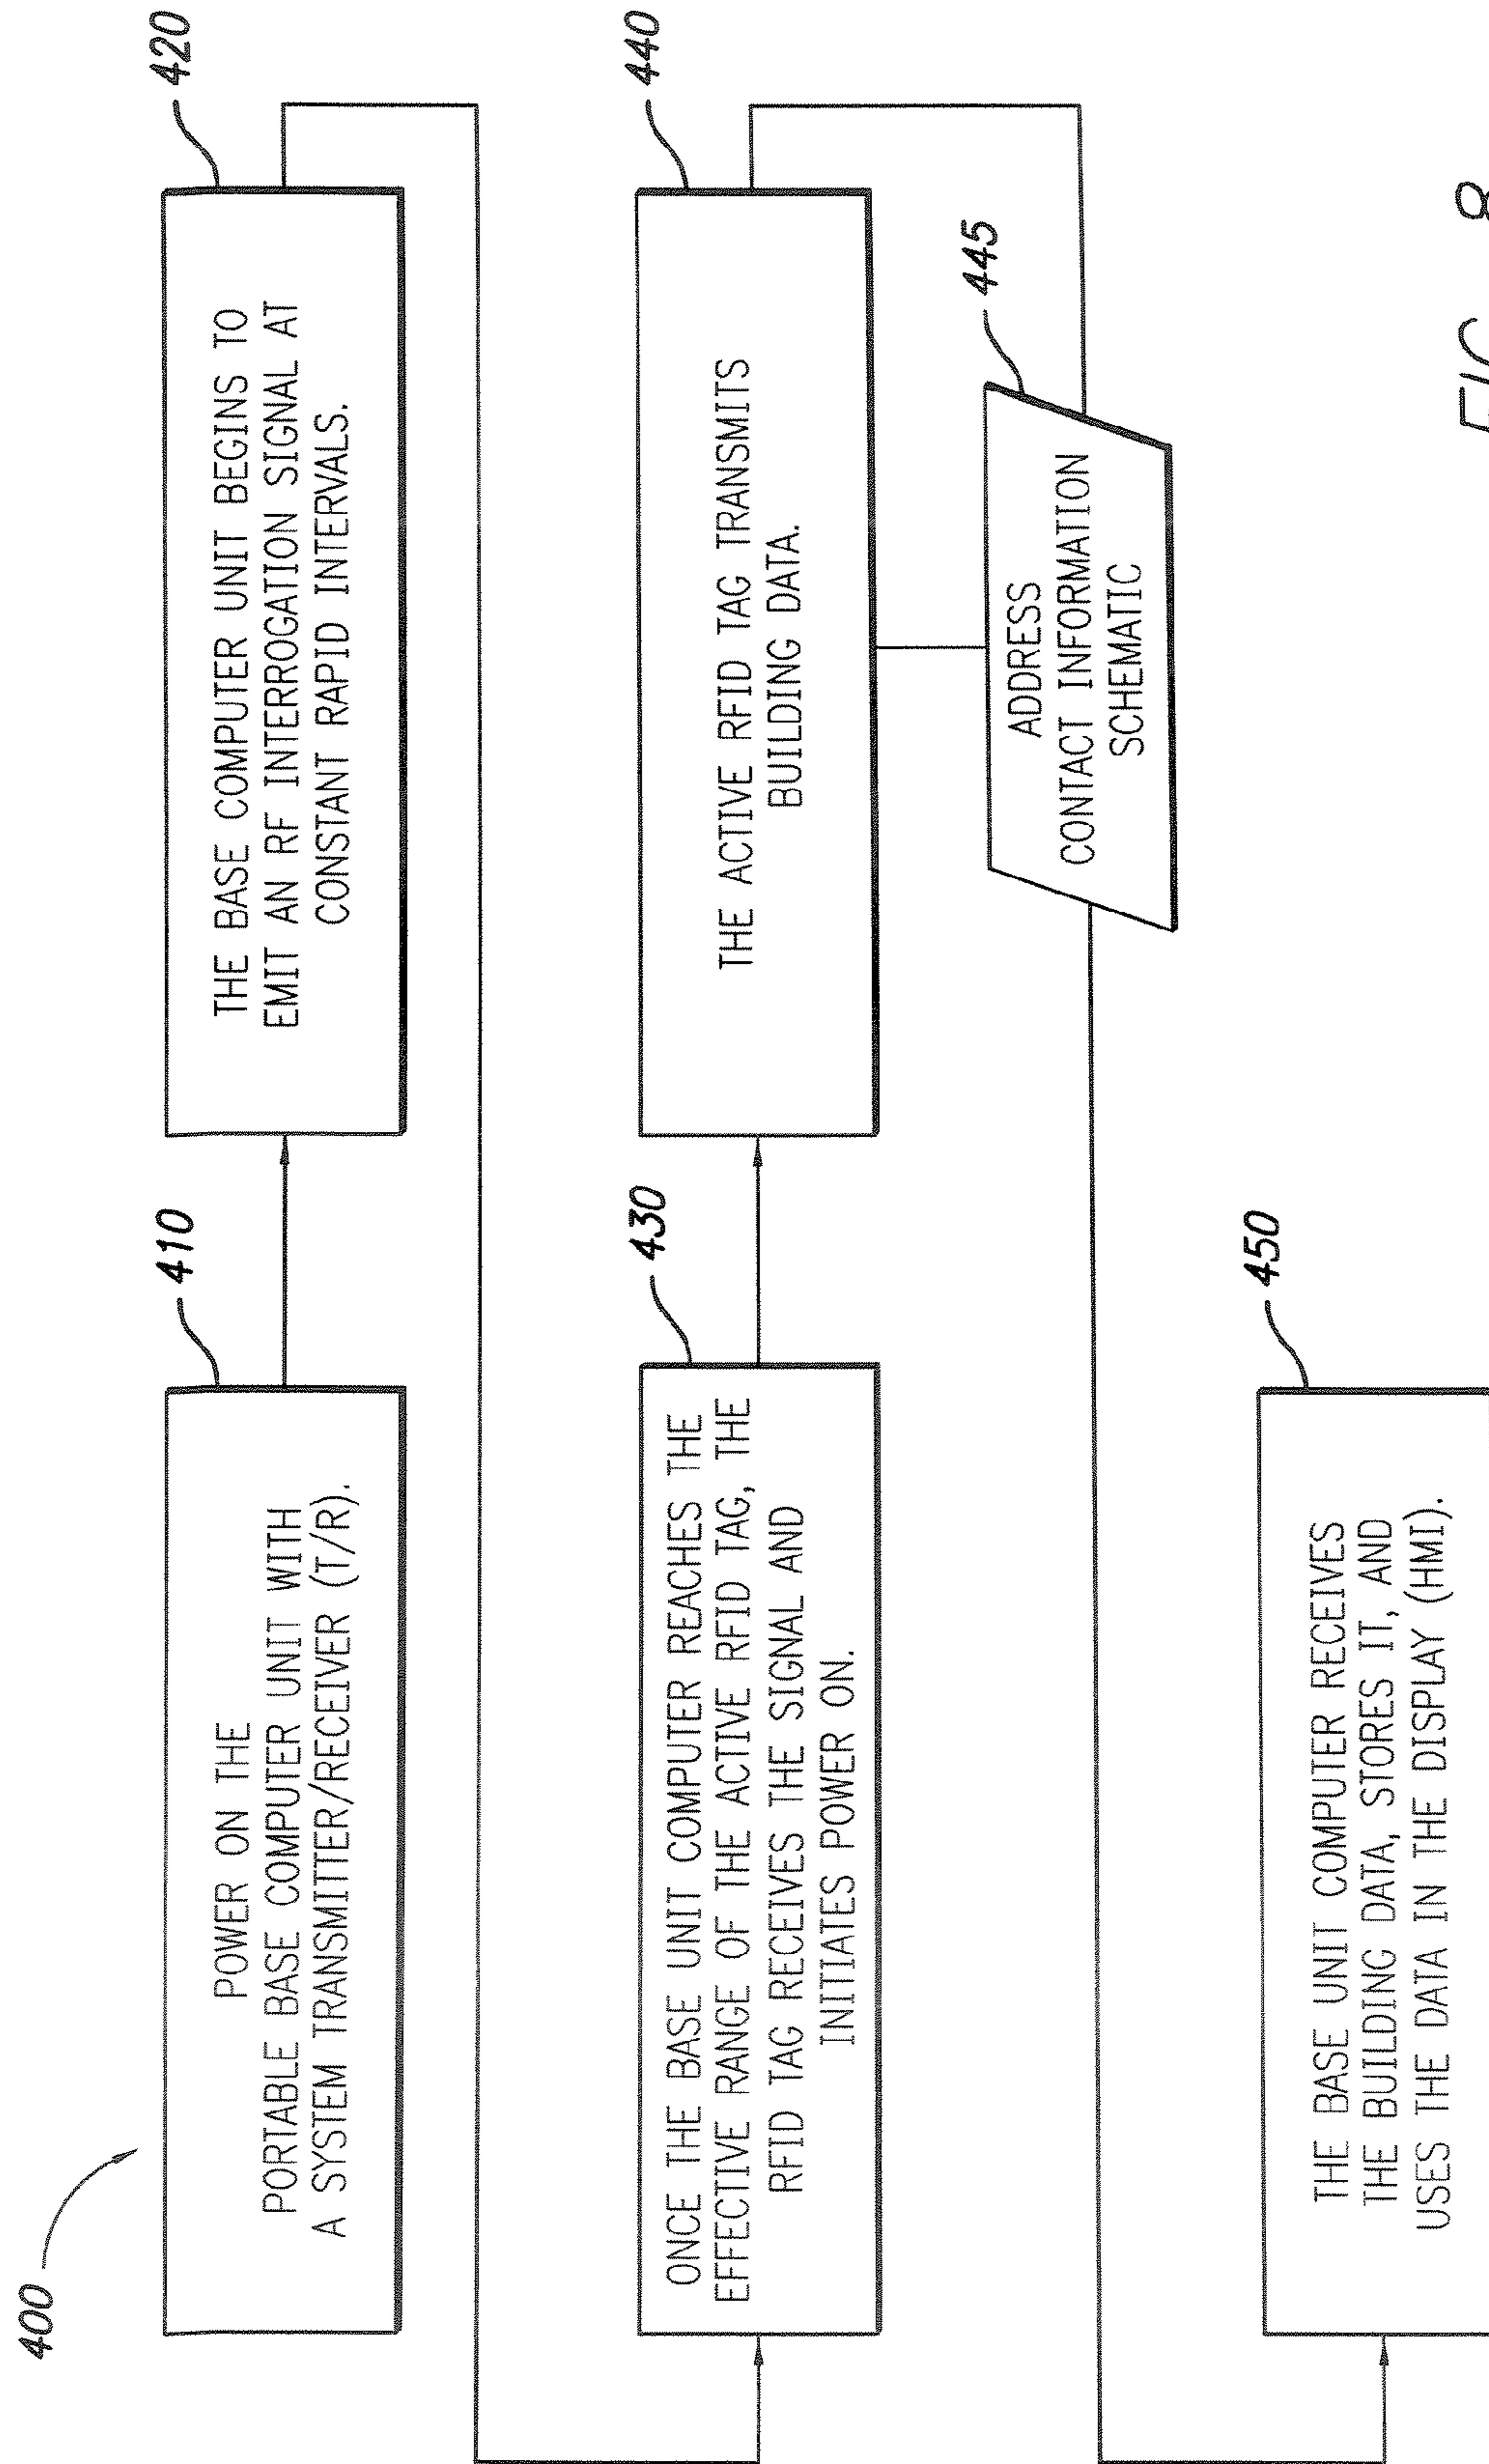 400
410
POWER ON THE
PORTABLE BASE COMPUTER UNIT WITH
A SYSTEM TRANSMITTER/RECEIVER (T/R).
420
THE BASE COMPUTER UNIT BEGINS TO
EMIT AN RF INTERROGATION SIGNAL AT
CONSTANT RAPID INTERVALS.
430
ONCE THE BASE UNIT COMPUTER REACHES THE
EFFECTIVE RANGE OF THE ACTIVE RFID TAG, THE
RFID TAG RECEIVES THE SIGNAL AND
INITIATES POWER ON.
440
THE ACTIVE RFID TAG TRANSMITS
BUILDING DATA.
445
ADDRESS
CONTACT INFORMATION
SCHEMATIC
450
THE BASE UNIT COMPUTER RECEIVES
THE BUILDING DATA, STORES IT, AND
USES THE DATA IN THE DISPLAY (HMI).
FIG. 8